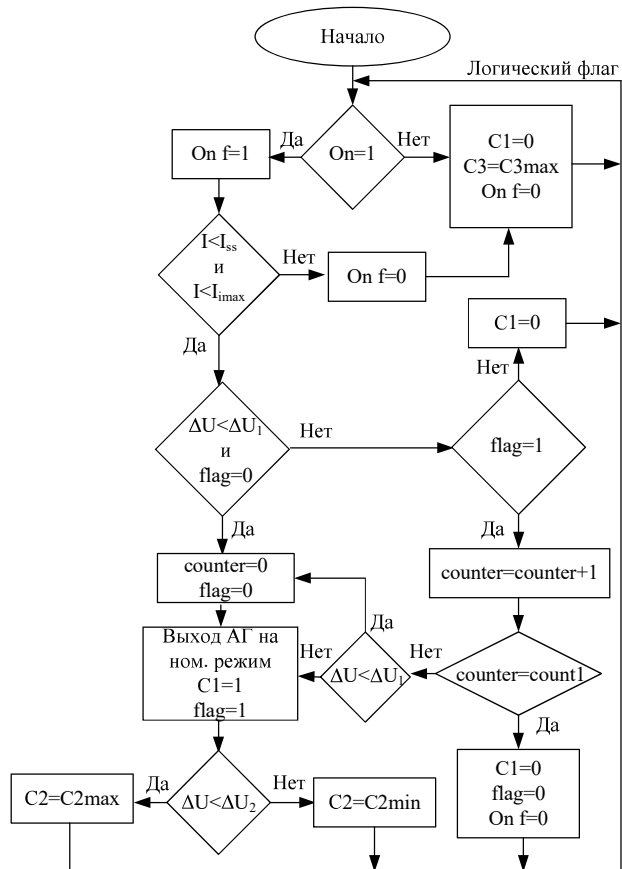 Начало
Логический флаг
Да
Нет
On f=1
On=1
C1=0
C3=C3max
On f=0
I<Iss
и
I<Iimax
Нет
On f=0
Да
C1=0
Нет
ΔU<ΔU1
и
flag=0
Нет
flag=1
Да
Да
counter=0
flag=0
counter=counter+1
Да
Выход АГ на
ном. режим
C1=1
flag=1
Нет
ΔU<ΔU1
Нет
counter=count1
Да
C2=C2max
Да
ΔU<ΔU2
Нет
C2=C2min
C1=0
flag=0
On f=0